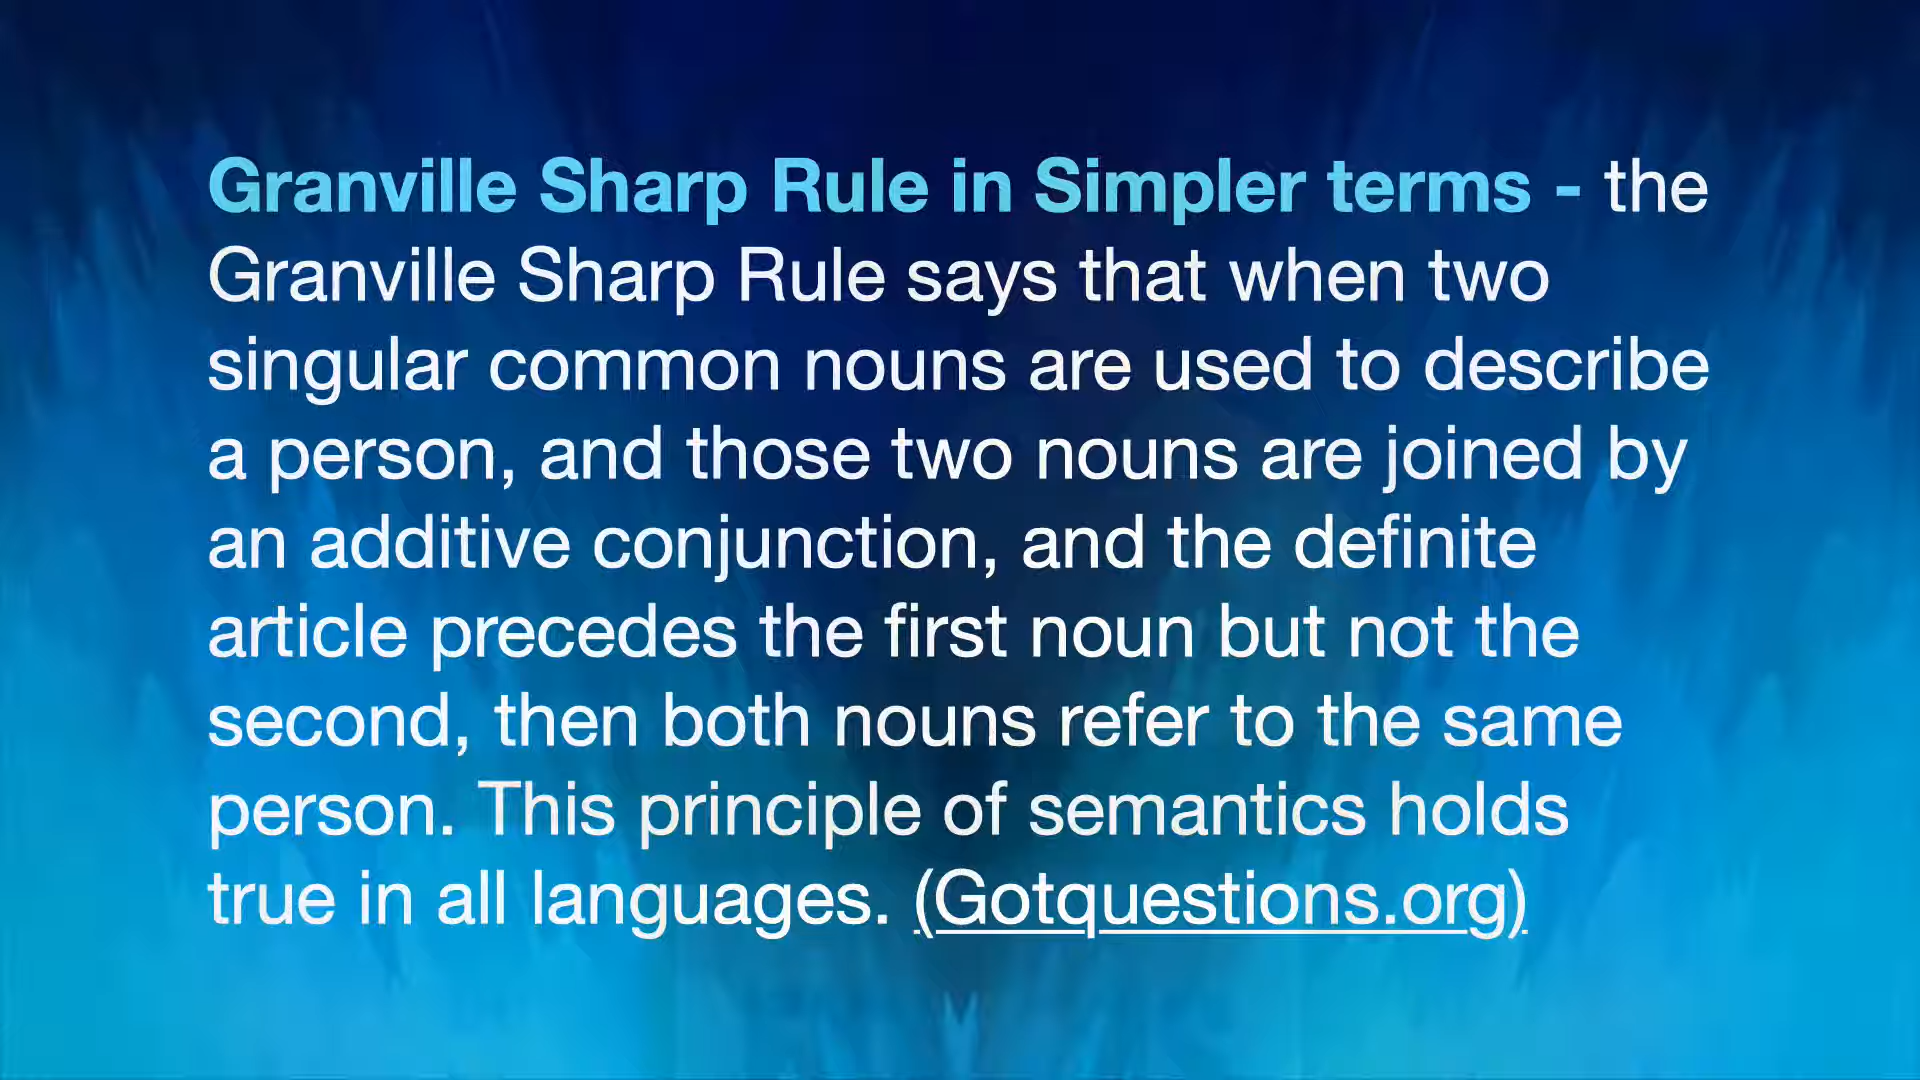 Granville Sharp Rule in Simpler terms - the
Granville Sharp Rule says that when two
singular common nouns are used to describe
a person, and those two nouns are joined by
an additive conjunction, and the definite
article precedes the first noun but not the
second, then both nouns refer to the same
person. This principle of semantics holds
true in all languages. (Gotquestions.org)